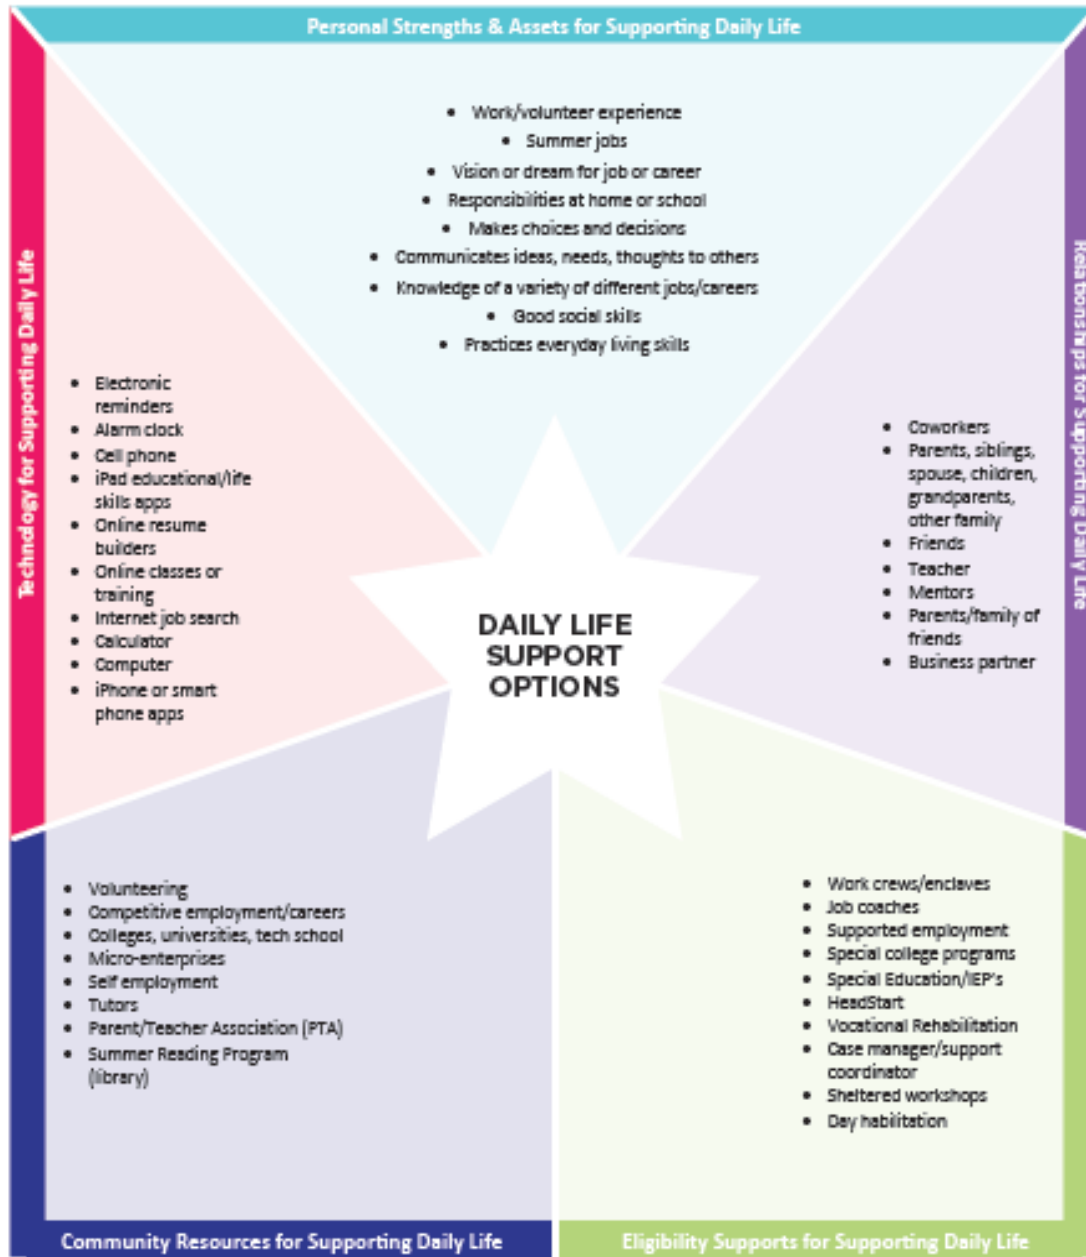 Personal Strengths & Assets for Supporting Daily Life
• Work/volunteer experience
• Summer jobs
• Vision or dream for job or career
• Responsibilities at home or school
• Makes choices and decisions
• Communicates ideas, needs, thoughts to others
• Knowledge of a variety of different jobs/careers
• Good social skills
• Practices everyday living skills
Technology for Supporting Daily Life
• Electronic
reminders
• Alarm clock
• Cell phone
• iPad educational/life
skills apps
• Online resume
builders
• Online classes or
training
• Internet job search
• Calculator
• Computer
• iPhone or smart
phone apps
DAILY LIFE
SUPPORT
OPTIONS
Relationships for Supporting Daily Life
• Coworkers
• Parents, siblings,
spouse, children,
grandparents,
other family
• Friends
• Teacher
• Mentors
• Parents/family of
friends
• Business partner
• Volunteering
• Competitive employment/careers
• Colleges, universities, tech school
• Micro-enterprises
• Self employment
• Tutors
• Parent/Teacher Association (PTA)
• Summer Reading Program
(library)
Community Resources for Supporting Daily Life
• Work crews/enclaves
• Job coaches
• Supported employment
• Special college programs
• Special Education/IEP's
• HeadStart
• Vocational Rehabilitation
• Case manager/support
coordinator
• Sheltered workshops
• Day habilitation
Eligibility Supports for Supporting Daily Life